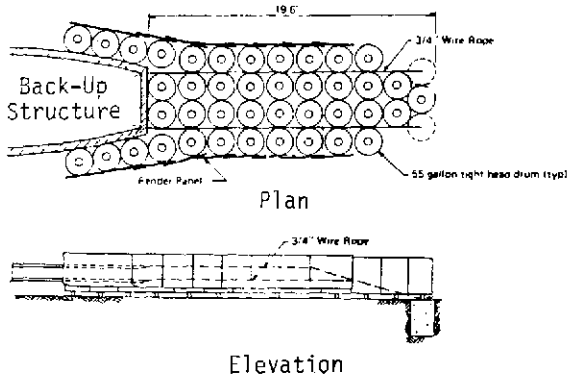 19.6'
3/4" Wire Rope
Back-Up
Structure
Fender Panel
55 gallon tight head drum (typ)
Plan
3/4" Wire Rope
Elevation